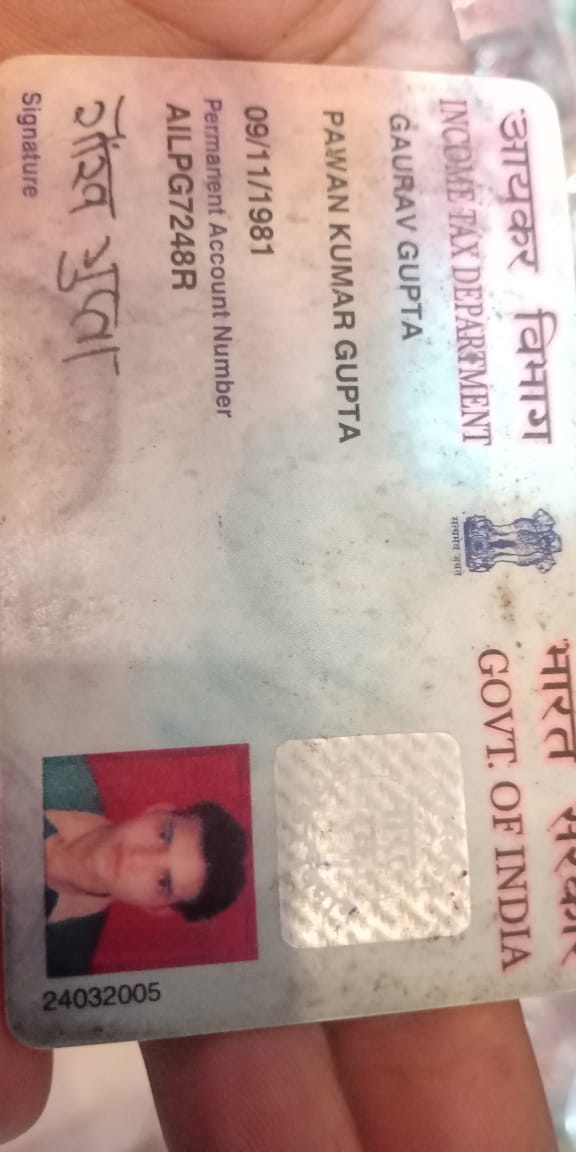 आयकर विभाग
INCOME TAX DEPARTMENT
सत्यमेव जयते
भारत सरकार
GOVT. OF INDIA
GAURAV GUPTA
PAWAN KUMAR GUPTA
09/11/1981
Permanent Account Number
AILPG7248R
गौरव गुप्ता
Signature
24032005